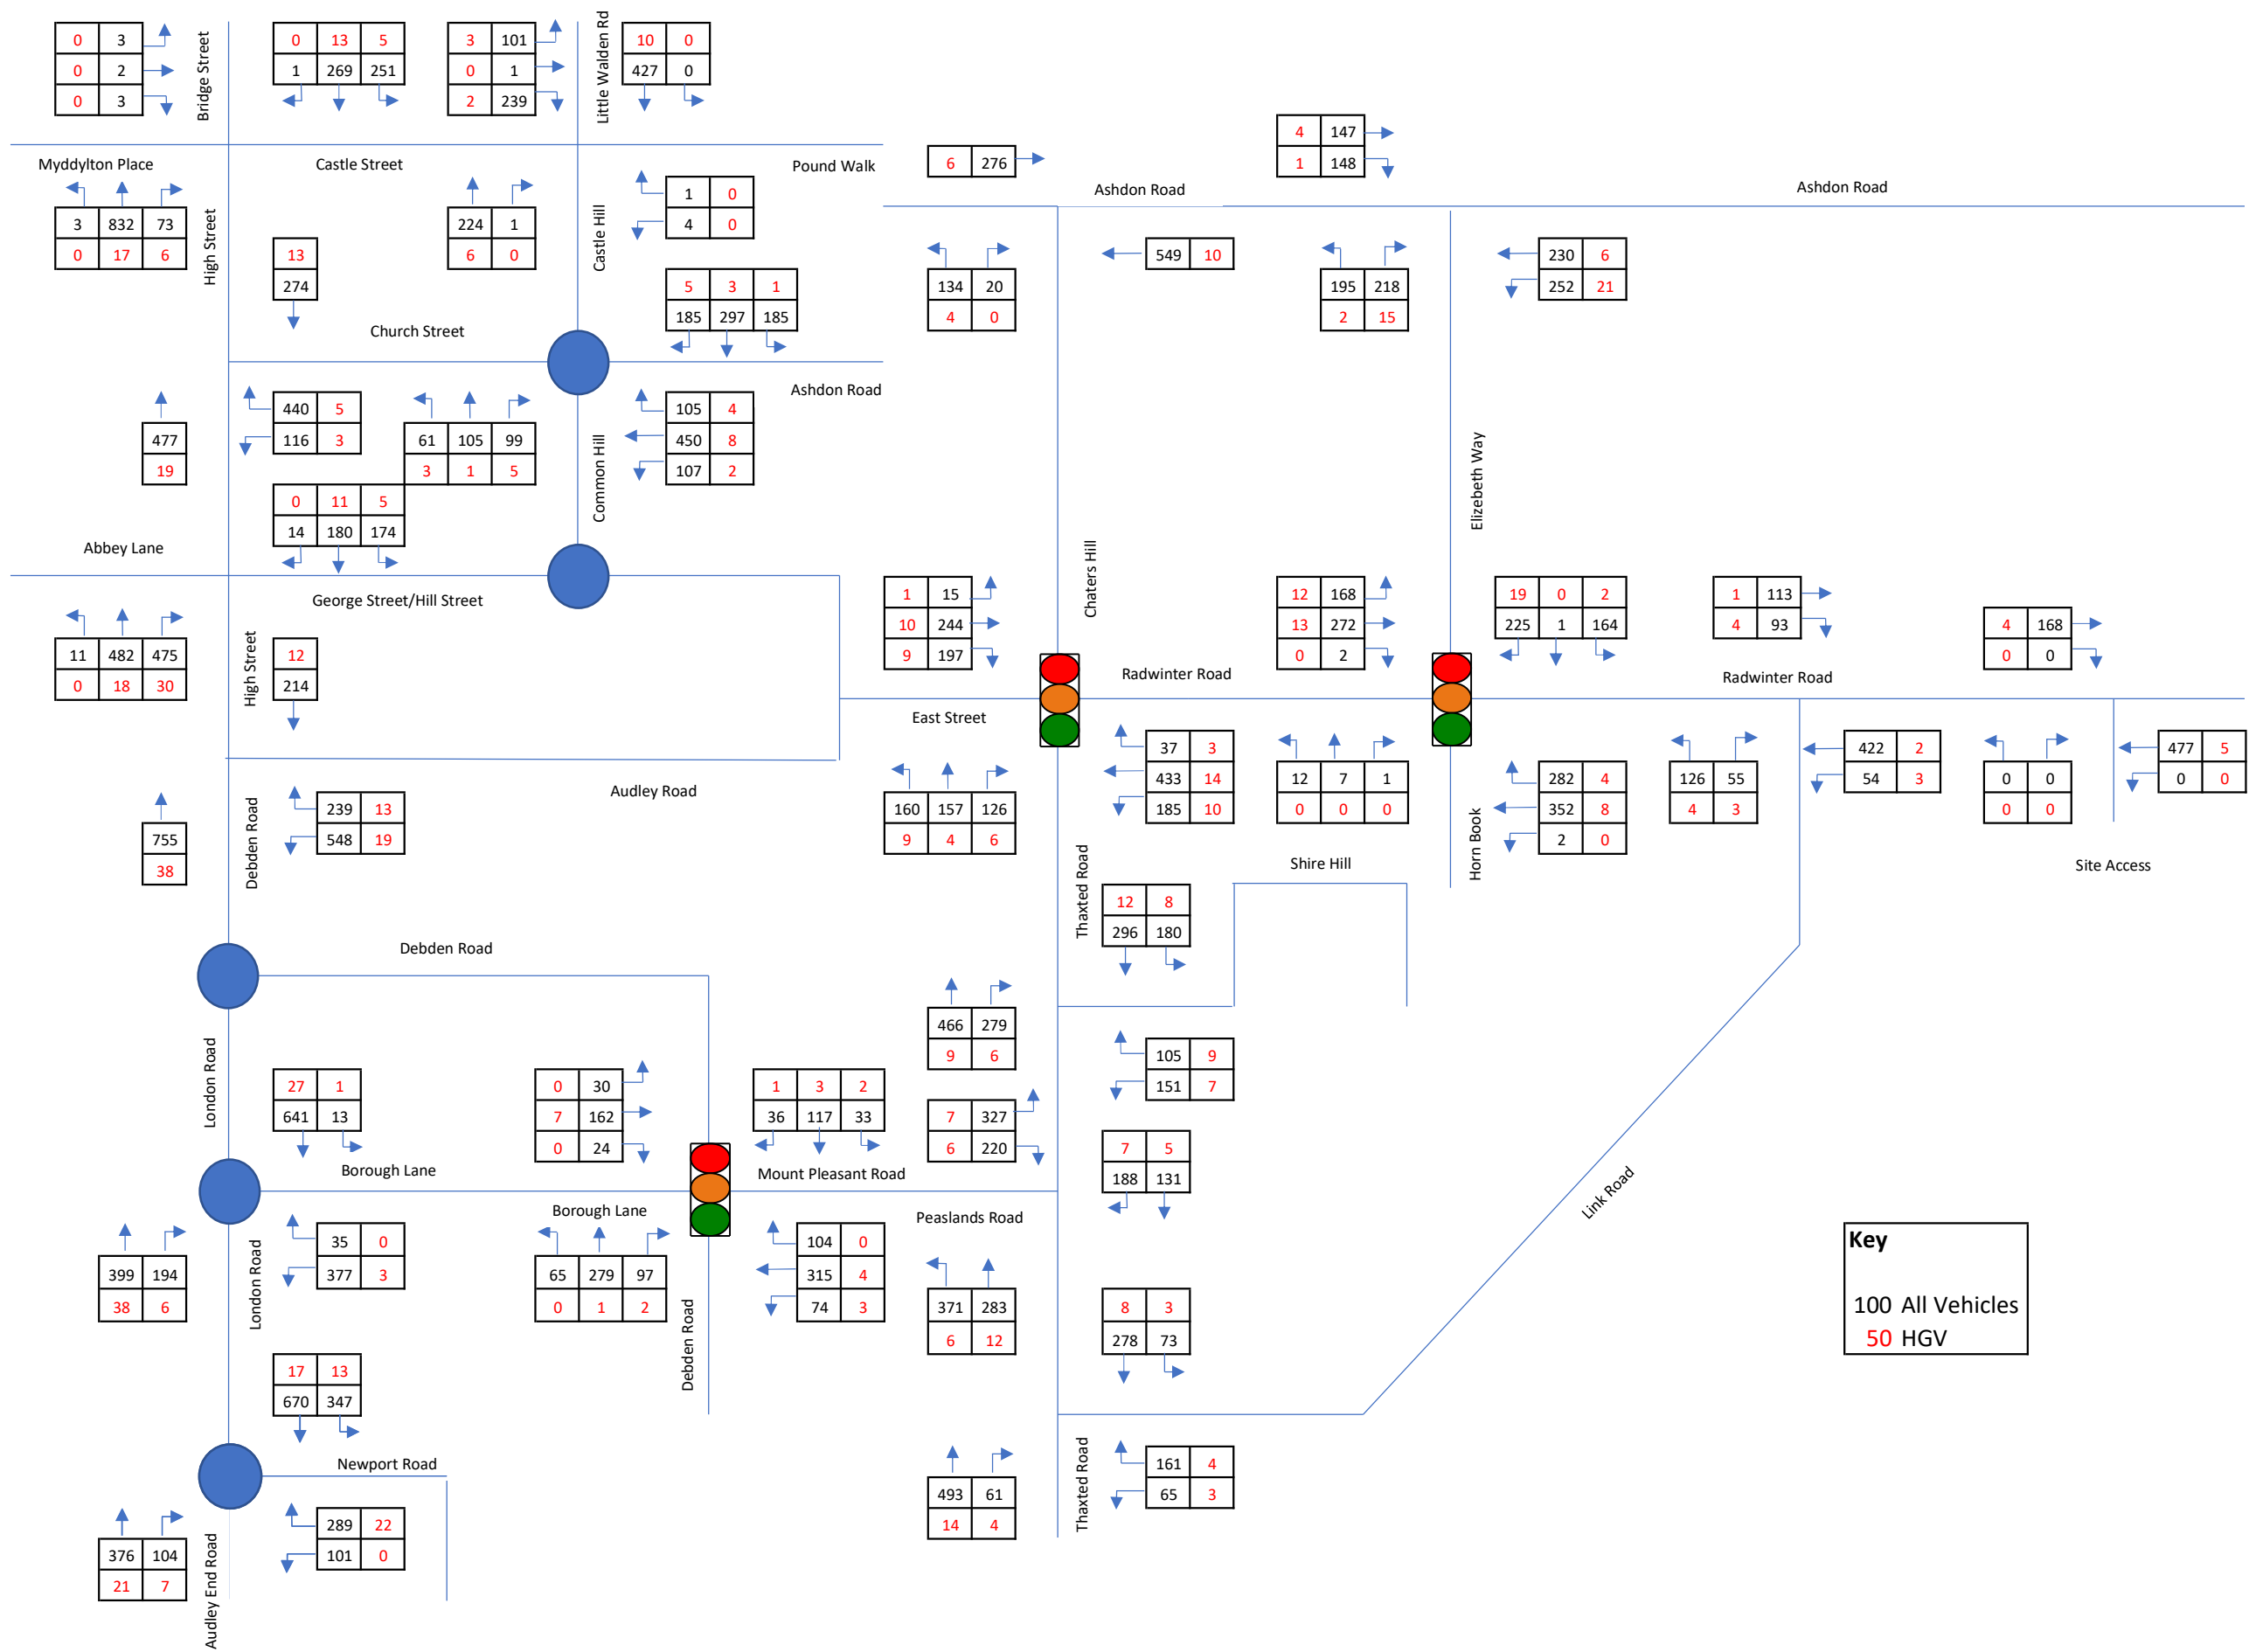 0 3
0 2
0 3
Bridge Street
0 13 5
1 269 251
3 101
0 1
2 239
Little Walden Rd
10 0
427 0
Myddylton Place
Castle Street
Pound Walk
6 276
4 147
1 148
Ashdon Road
Ashdon Road
3 832 73
0 17 6
High Street
13
274
224 1
6 0
Castle Hill
1 0
4 0
5 3 1
185 297 185
134 20
4 0
549 10
195 218
2 15
230 6
252 21
Church Street
Ashdon Road
477
19
440 5
116 3
61 105 99
3 1 5
Common Hill
105 4
450 8
107 2
0 11 5
14 180 174
Elizebeth Way
Abbey Lane
George Street/Hill Street
Chaters Hill
11 482 475
0 18 30
High Street
12
214
1 15
10 244
9 197
Radwinter Road
12 168
13 272
0 2
19 0 2
225 1 164
1 113
4 93
Radwinter Road
4 168
0 0
East Street
755
38
Debden Road
239 13
548 19
Audley Road
160 157 126
9 4 6
Thaxted Road
37 3
433 14
185 10
12 7 1
0 0 0
Horn Book
282 4
352 8
2 0
126 55
4 3
422 2
54 3
0 0
0 0
477 5
0 0
Shire Hill
Site Access
12 8
296 180
Debden Road
466 279
9 6
105 9
151 7
London Road
27 1
641 13
0 30
7 162
0 24
1 3 2
36 117 33
7 327
6 220
7 5
188 131
Borough Lane
Mount Pleasant Road
Link Road
Borough Lane
Peaslands Road
399 194
38 6
London Road
35 0
377 3
65 279 97
0 1 2
Debden Road
104 0
315 4
74 3
371 283
6 12
8 3
278 73
Key
100 All Vehicles
50 HGV
17 13
670 347
Newport Road
493 61
14 4
Thaxted Road
161 4
65 3
376 104
21 7
Audley End Road
289 22
101 0